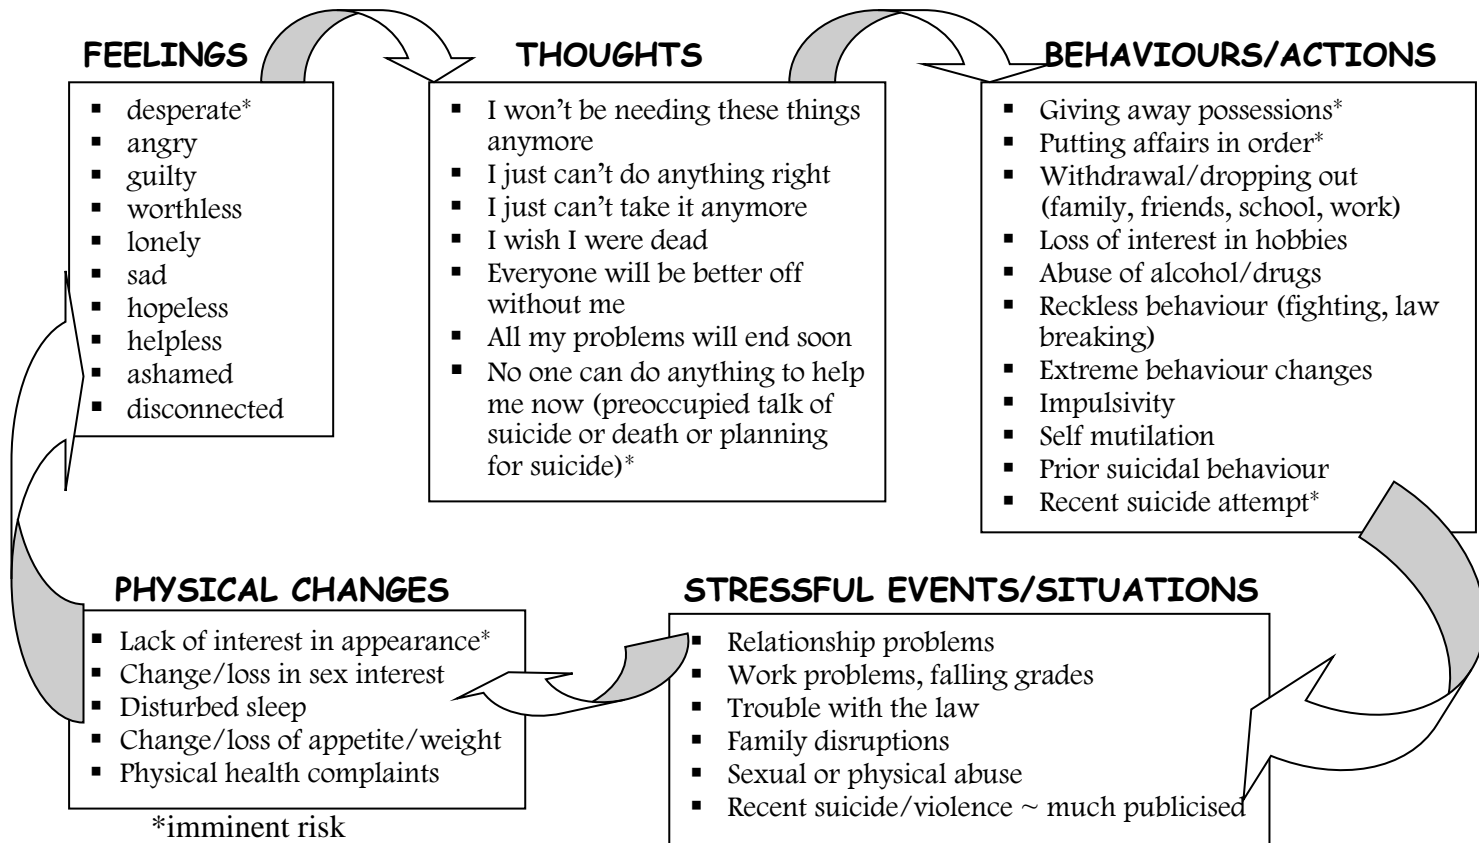 FEELINGS
▪ desperate*
▪ angry
▪ guilty
▪ worthless
▪ lonely
▪ sad
▪ hopeless
▪ helpless
▪ ashamed
▪ disconnected
THOUGHTS
▪ I won't be needing these things
anymore
▪ I just can't do anything right
▪ I just can't take it anymore
▪ I wish I were dead
▪ Everyone will be better off
without me
▪ All my problems will end soon
▪ No one can do anything to help
me now (preoccupied talk of
suicide or death or planning
for suicide)*
BEHAVIOURS/ACTIONS
▪ Giving away possessions*
▪ Putting affairs in order*
▪ Withdrawal/dropping out
(family, friends, school, work)
▪ Loss of interest in hobbies
▪ Abuse of alcohol/drugs
▪ Reckless behaviour (fighting, law
breaking)
▪ Extreme behaviour changes
▪ Impulsivity
▪ Self mutilation
▪ Prior suicidal behaviour
▪ Recent suicide attempt*
PHYSICAL CHANGES
▪ Lack of interest in appearance*
▪ Change/loss in sex interest
▪ Disturbed sleep
▪ Change/loss of appetite/weight
▪ Physical health complaints
*imminent risk
STRESSFUL EVENTS/SITUATIONS
▪ Relationship problems
▪ Work problems, falling grades
▪ Trouble with the law
▪ Family disruptions
▪ Sexual or physical abuse
▪ Recent suicide/violence ~ much publicised